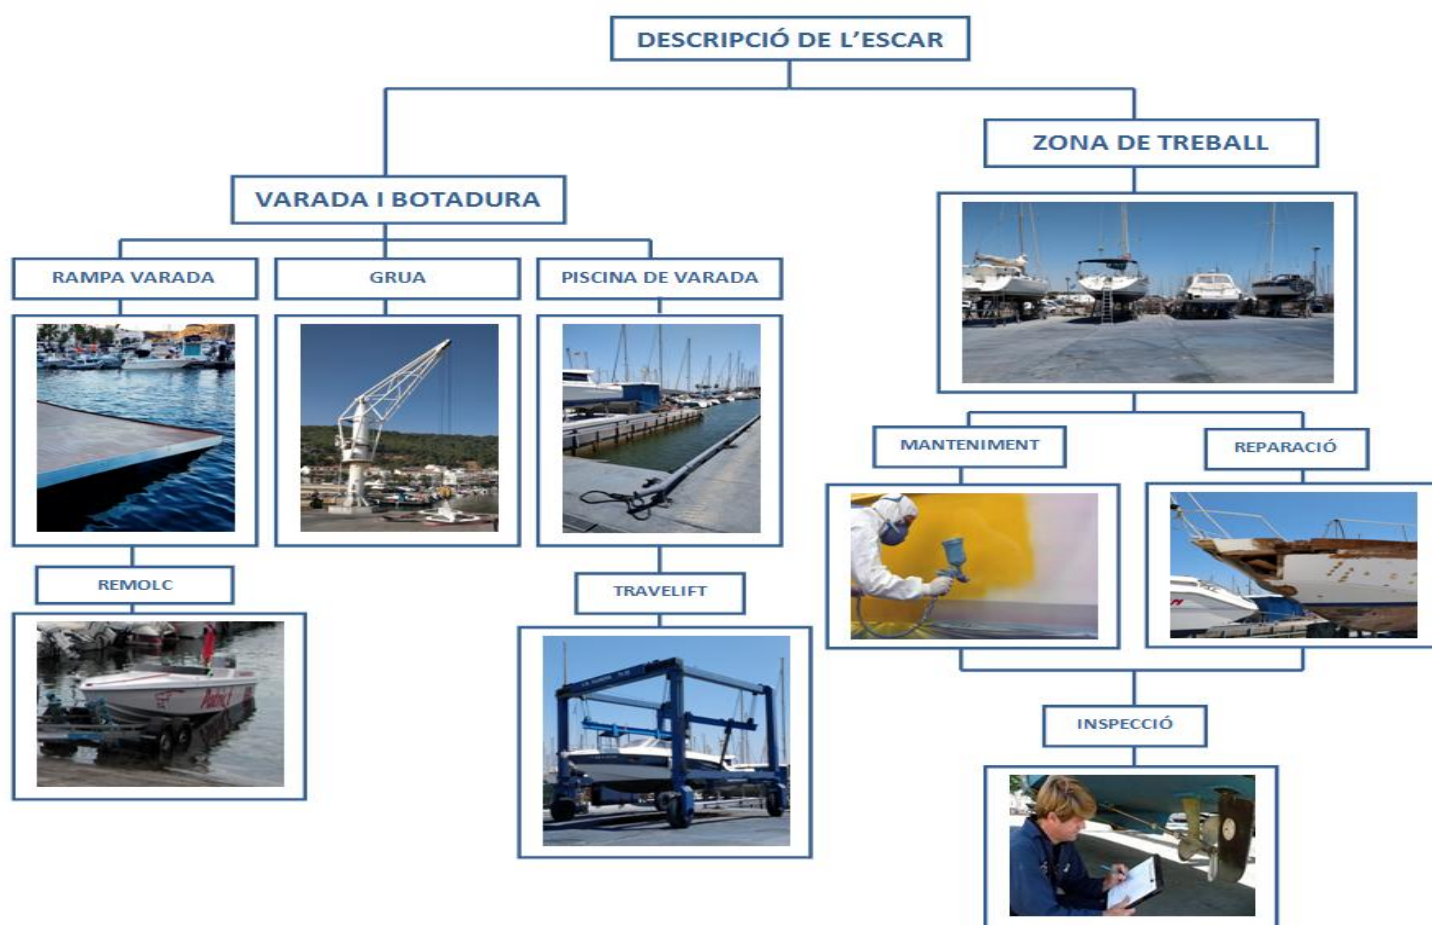 DESCRIPCIÓ DE L'ESCAR
ZONA DE TREBALL
VARADA I BOTADURA
RAMPA VARADA
GRUA
PISCINA DE VARADA
MANTENIMENT
REPARACIÓ
REMOLC
TRAVELIFT
INSPECCIÓ